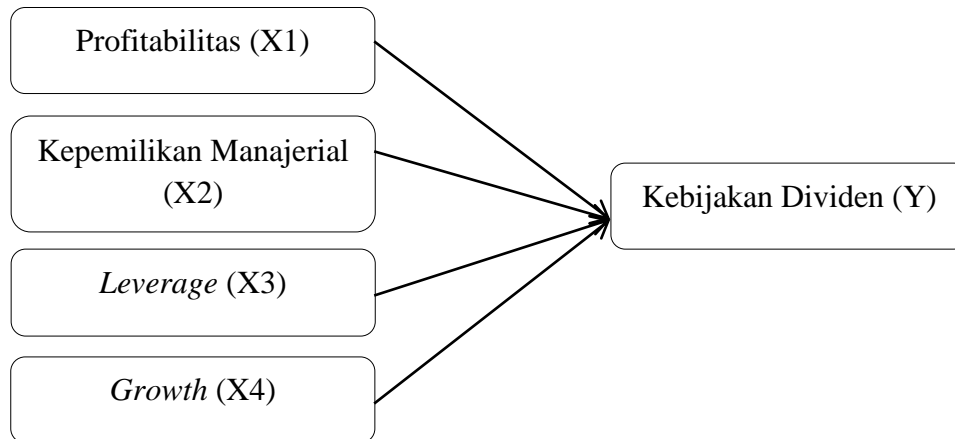 Profitabilitas (X1)
Kepemilikan Manajerial
(X2)
Leverage (X3)
Growth (X4)
Kebijakan Dividen (Y)